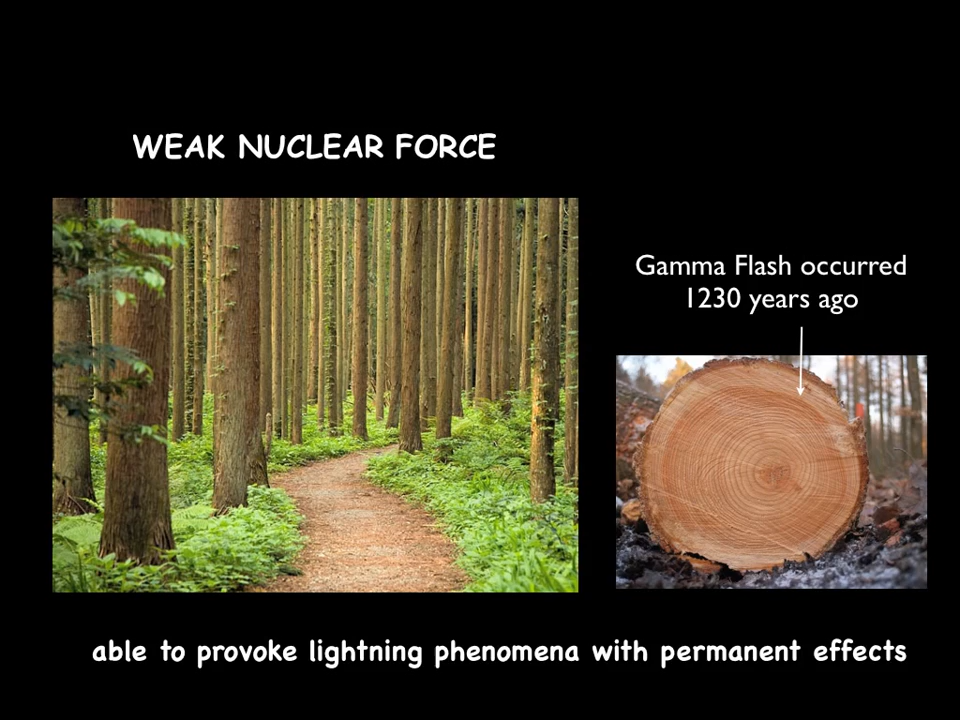 WEAK NUCLEAR FORCE
Gamma Flash occurred
1230 years ago
able to provoke lightning phenomena with permanent effects